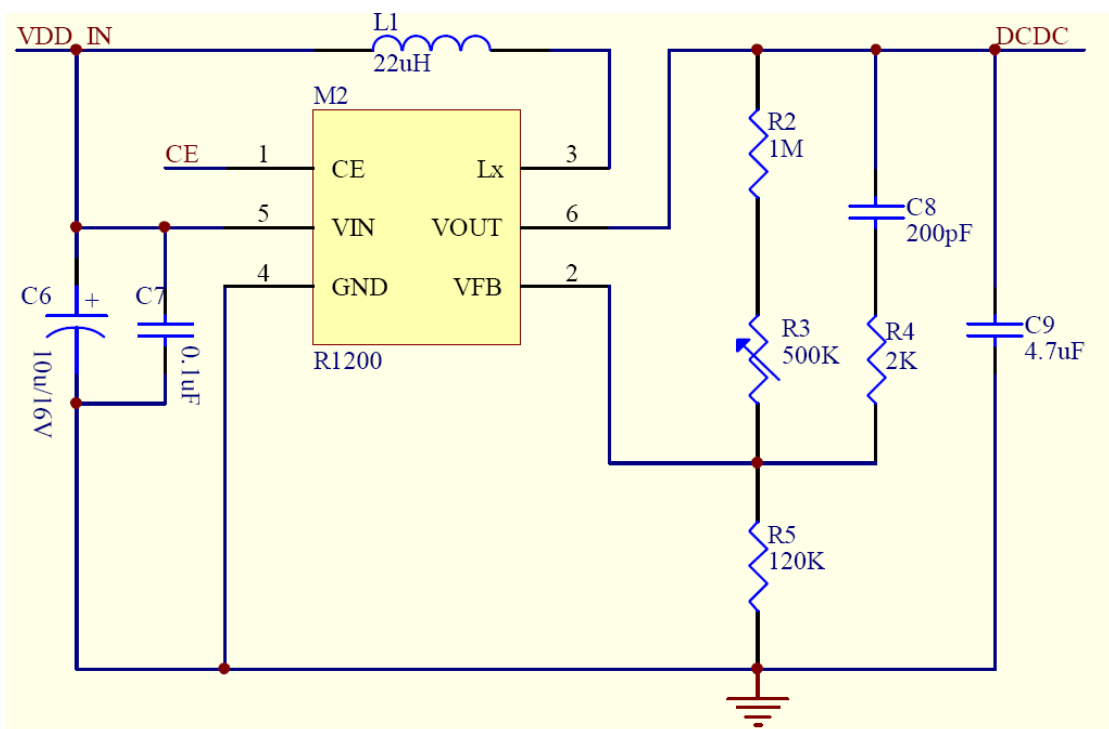 VDD_IN
L1
22uH
DCDC
M2
R2
1M
CE
1
CE
Lx
3
5
VIN
VOUT
6
C8
200pF
4
GND
VFB
2
C6
+
C7
R3
500K
R4
2K
C9
4.7uF
R1200
10u/16V
0.1uF
R5
120K